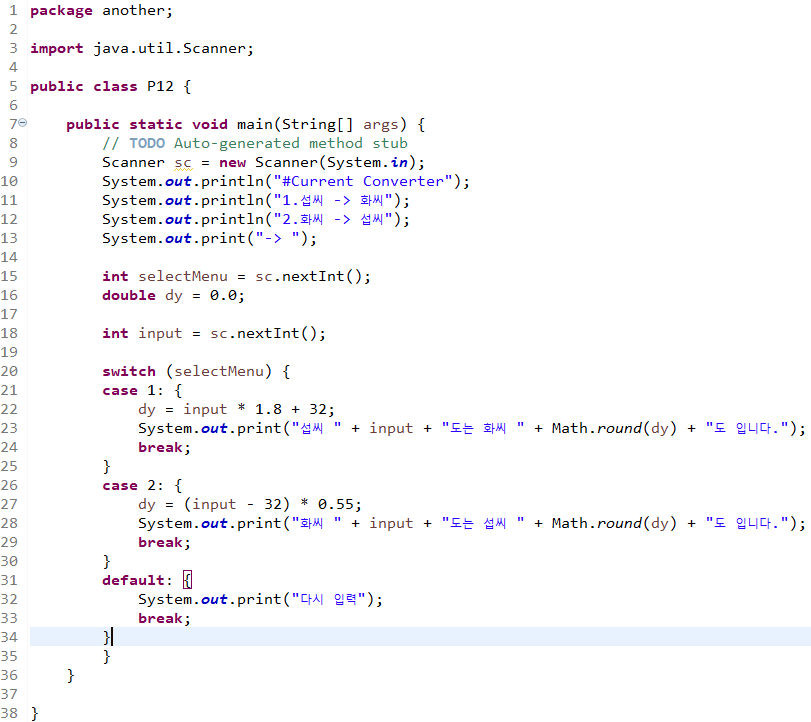 1 package another;
2
3 import java.util.Scanner;
4
5 public class P12 {
6
7 public static void main(String[] args) {
8 // TODO Auto-generated method stub
9 Scanner sc = new Scanner(System.in);
10 System.out.println("#Current Converter");
11 System.out.println("1.섭씨 -> 화씨");
12 System.out.println("2.화씨 -> 섭씨");
13 System.out.print("-> ");
14
15 int selectMenu = sc.nextInt();
16 double dy = 0.0;
17
18 int input = sc.nextInt();
19
20 switch (selectMenu) {
21 case 1: {
22 dy = input * 1.8 + 32;
23 System.out.print("섭씨 " + input + "도는 화씨 " + Math.round(dy) + "도 입니다.");
24 break;
25 }
26 case 2: {
27 dy = (input - 32) * 0.55;
28 System.out.print("화씨 " + input + "도는 섭씨 " + Math.round(dy) + "도 입니다.");
29 break;
30 }
31 default: {
32 System.out.print("다시 입력");
33 break;
34 }
35 }
36 }
37
38 }